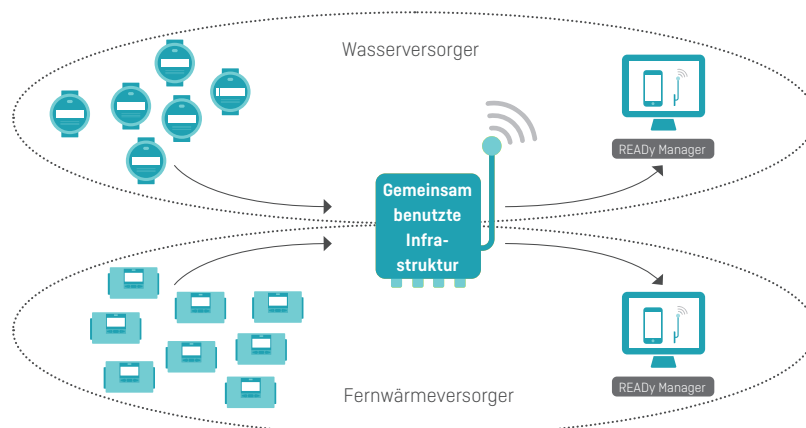 Wasserversorger
READy Manager
Gemeinsam
benutzte
Infra-
struktur
READy Manager
Fernwärmeversorger